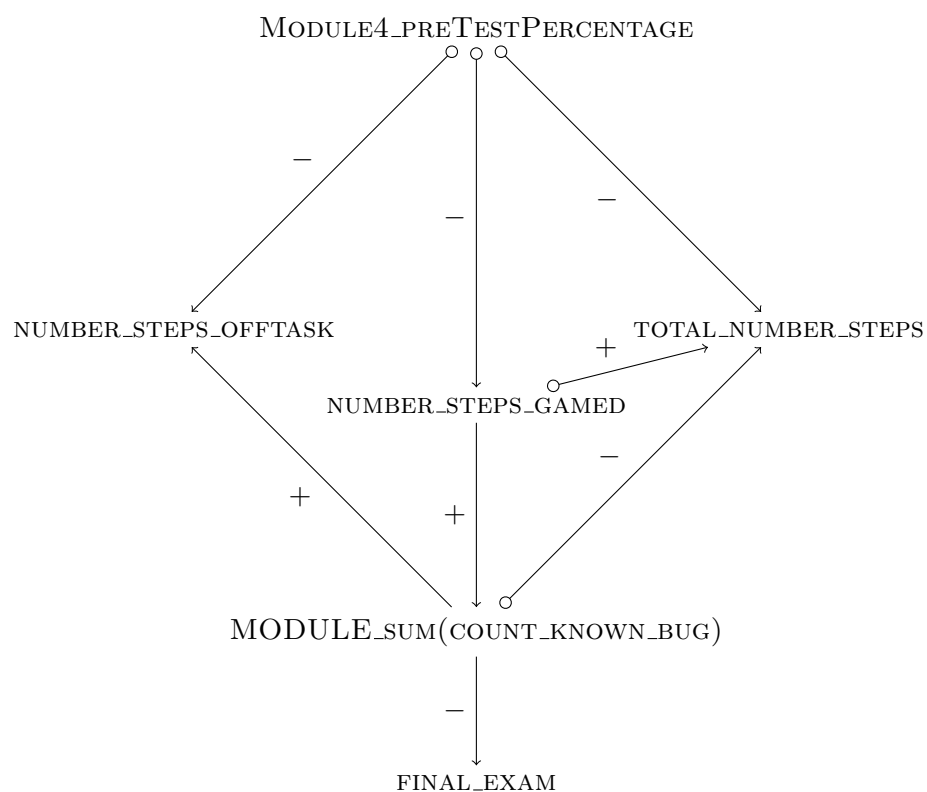 Module4_preTestPercentage
−
−
−
number_steps_offtask
total_number_steps
+
number_steps_gamed
−
+
+
MODULE_sum(count_known_bug)
−
final_exam